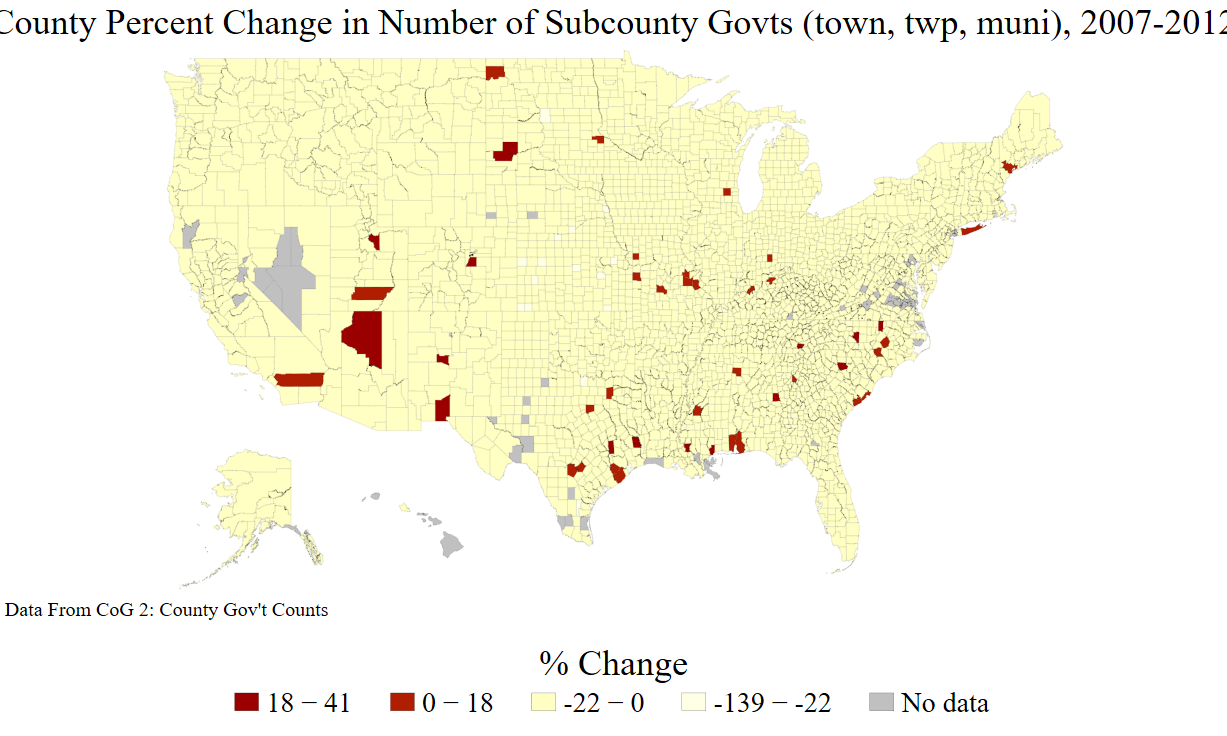 County Percent Change in Number of Subcounty Govts (town, twp, muni), 2007-2012
Data From CoG 2: County Gov't Counts
% Change
18 − 41 0 − 18 -22 − 0 -139 − -22 No data